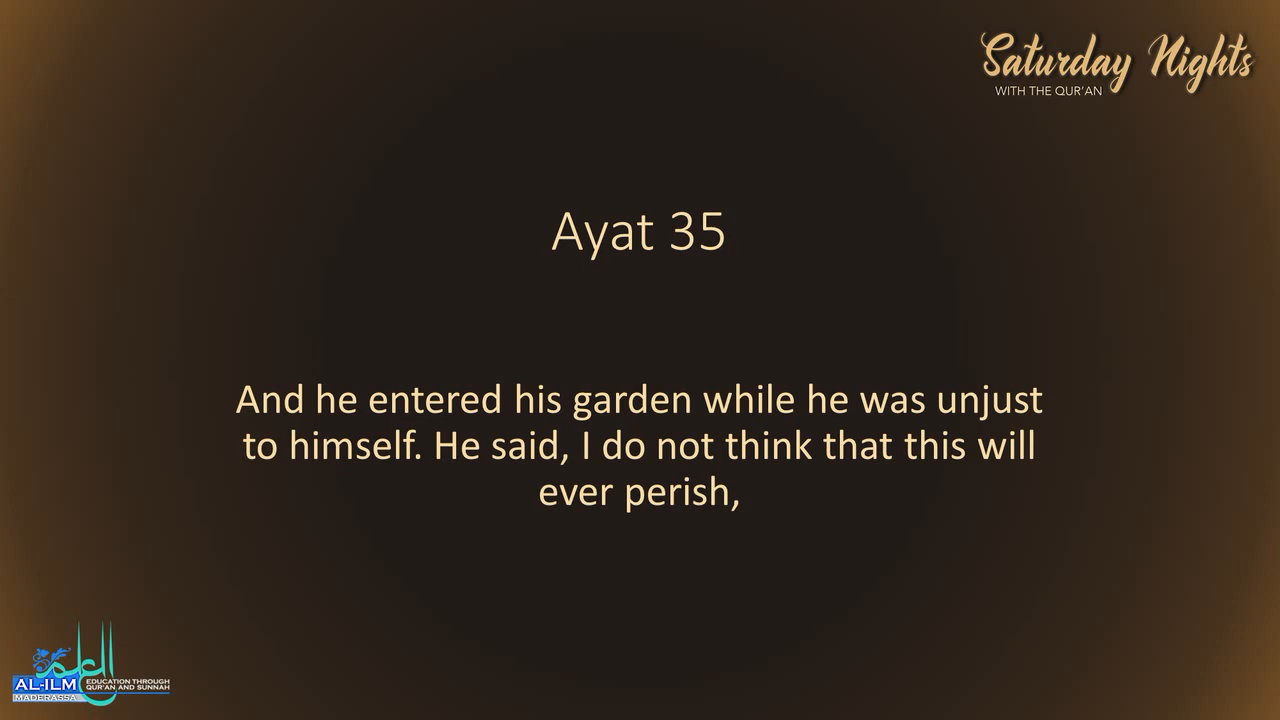 Saturday Nights
WITH THE QUR'AN
Ayat 35
And he entered his garden while he was unjust
to himself. He said, I do not think that this will
ever perish,
العلم
AL-ILM
MADERASSA
EDUCATION THROUGH
QUR'AN AND SUNNAH